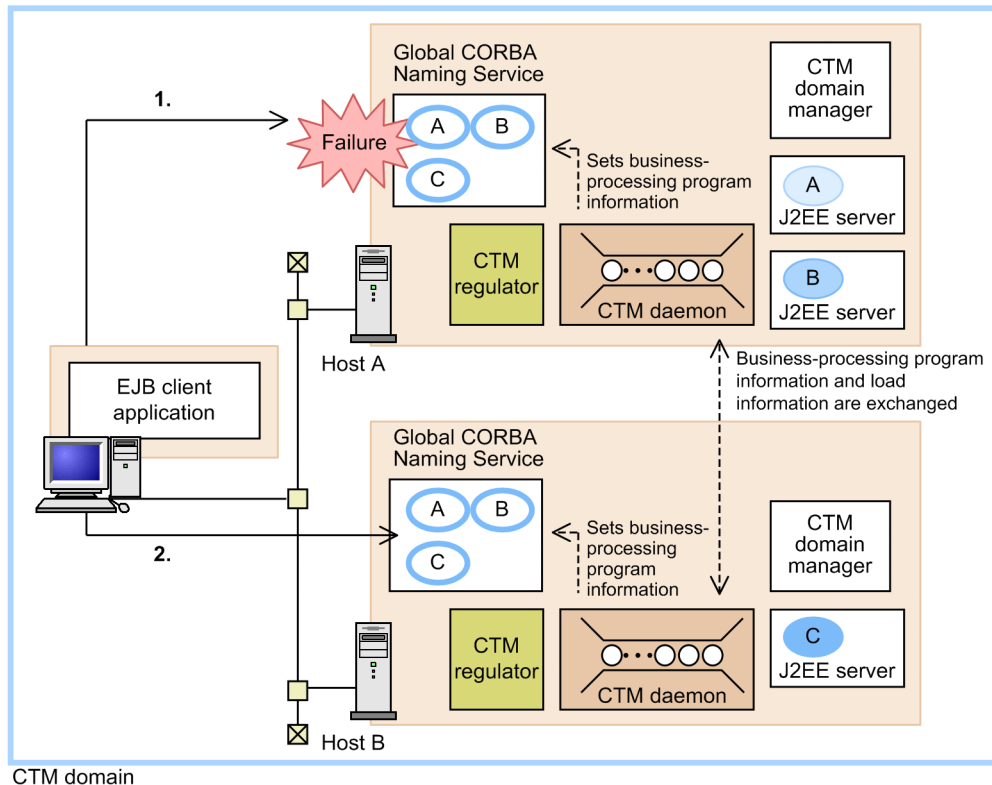 Global CORBA
Naming Service
CTM
domain
manager
1.
Failure
A
B
C
Sets business-
processing program
information
A
J2EE server
CTM
regulator
CTM daemon
B
J2EE server
Host A
EJB client
application
Business-processing program
information and load
information are exchanged
Global CORBA
Naming Service
A
B
C
2.
Sets business-
processing
program
information
CTM
domain
manager
CTM
regulator
CTM daemon
C
J2EE server
Host B
CTM domain